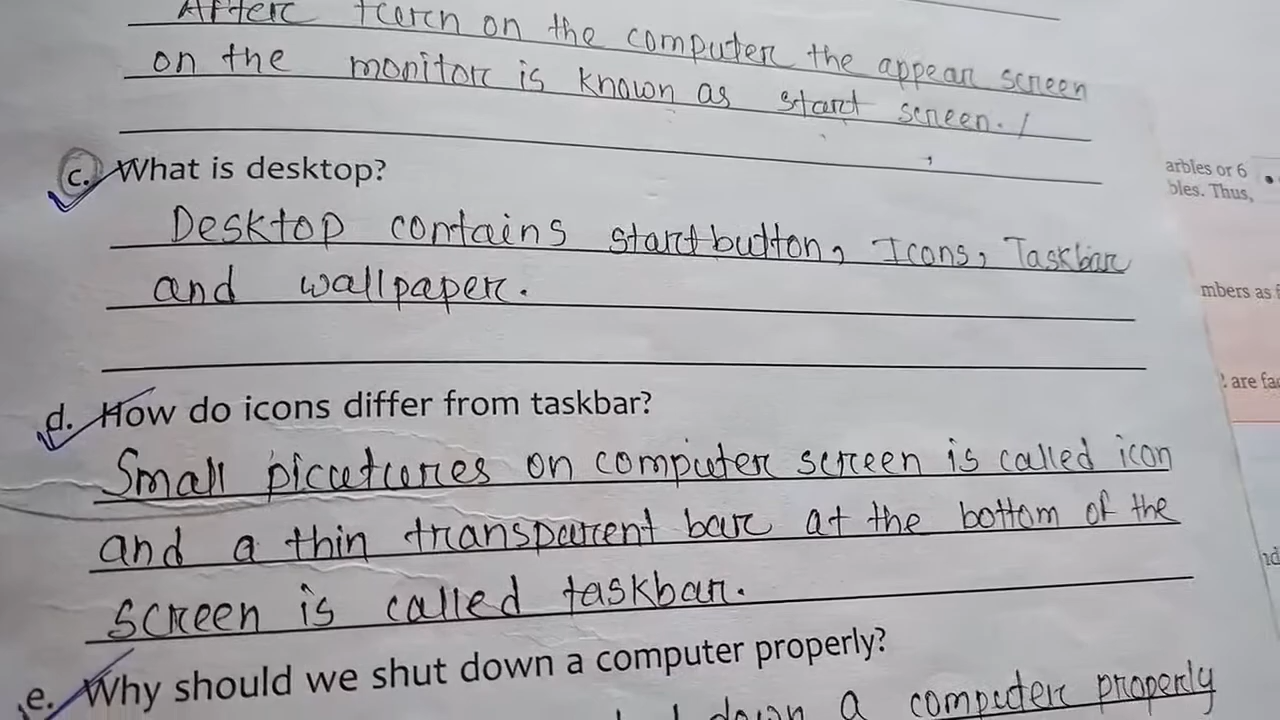 After turn on the computer the appear screen
on the monitor is known as start screen. /
c. What is desktop?
Desktop contains start button, Icons, Taskbar
and wallpaper.
d. How do icons differ from taskbar?
Small picutures on computer screen is called icon
and a thin transparent bar at the bottom of the
screen is called taskbar.
e. Why should we shut down a computer properly?
down a computer properly
arbles or 6
bles. Thus,
mbers as
are fac